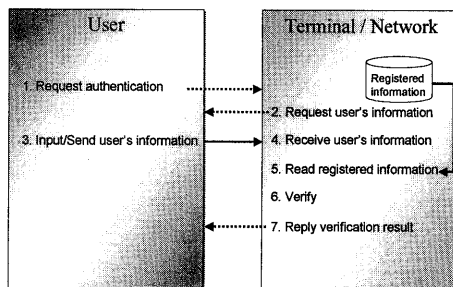 User
Terminal / Network
Registered
information
1. Request authentication
2. Request user's information
3. Input/Send user's information
4. Receive user's information
5. Read registered information
6. Verify
7. Reply verification result